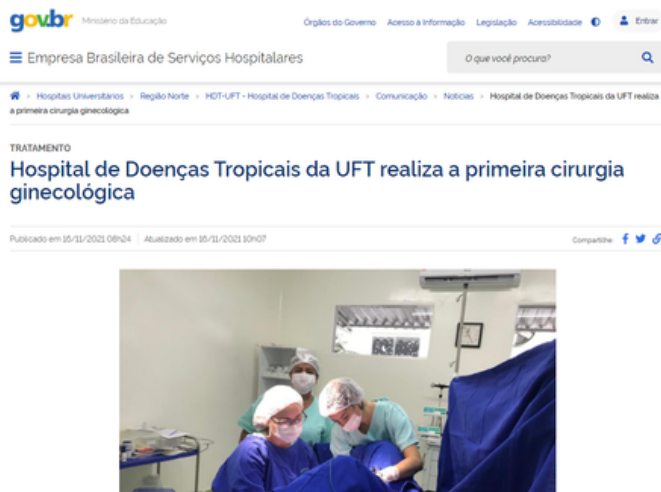 gov.br Ministério da Educação Órgãos do Governo Acesso à Informação Legislação Acessibilidade Entrar
Empresa Brasileira de Serviços Hospitalares O que você procura?
Hospitais Universitários > Região Norte > HDT-UFT - Hospital de Doenças Tropicais > Comunicação > Notícias > Hospital de Doenças Tropicais da UFT realiza
a primeira cirurgia ginecológica
TRATAMENTO
Hospital de Doenças Tropicais da UFT realiza a primeira cirurgia
ginecológica
Publicado em 16/11/2021 08h24 Atualizado em 16/11/2021 10h07 Compartilhe: